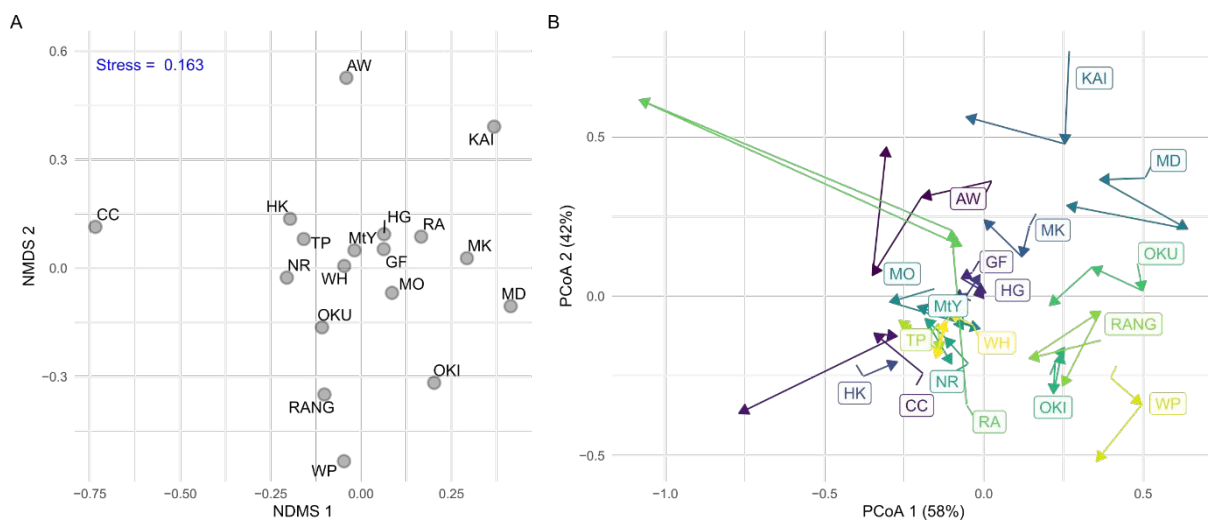 A
B
Stress = 0.163
AW
KAI
CC
HK
TP
HG
RA
MtY
GF
MK
NR
WH
MO
MD
OKU
OKI
RANG
WP
0.6
0.3
0.0
−0.3
−0.75
−0.50
−0.25
0.00
0.25
NMDS 2
NDMS 1
KAI
MD
AW
MK
OKU
GF
HG
MO
MtY
RANG
TP
WH
NR
HK
CC
RA
OKI
WP
0.5
0.0
−0.5
−1.0
−0.5
0.0
0.5
PCoA 2 (42%)
PCoA 1 (58%)